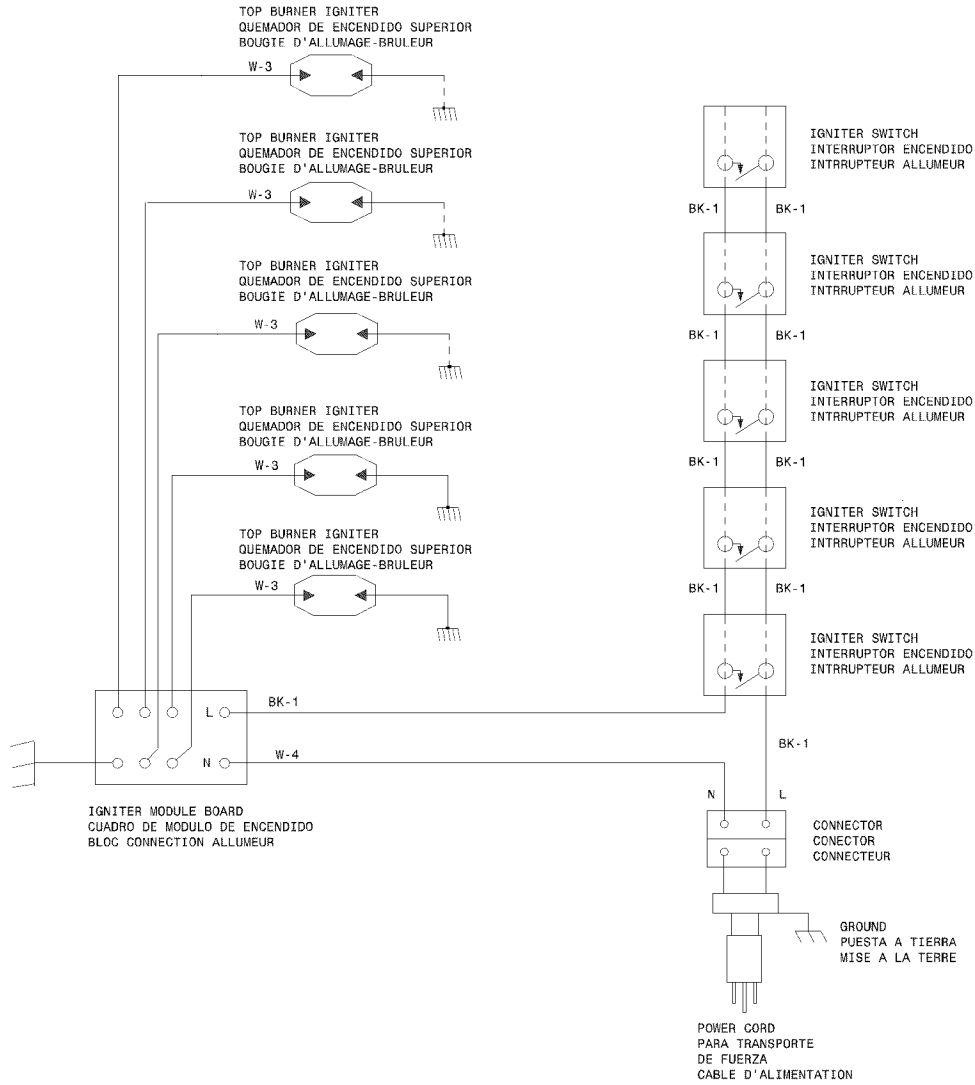 TOP BURNER IGNITER
QUEMADOR DE ENCENDIDO SUPERIOR
BOUGIE D'ALLUMAGE-BRULEUR
W-3
TOP BURNER IGNITER
QUEMADOR DE ENCENDIDO SUPERIOR
BOUGIE D'ALLUMAGE-BRULEUR
W-3
TOP BURNER IGNITER
QUEMADOR DE ENCENDIDO SUPERIOR
BOUGIE D'ALLUMAGE-BRULEUR
W-3
TOP BURNER IGNITER
QUEMADOR DE ENCENDIDO SUPERIOR
BOUGIE D'ALLUMAGE-BRULEUR
W-3
TOP BURNER IGNITER
QUEMADOR DE ENCENDIDO SUPERIOR
BOUGIE D'ALLUMAGE-BRULEUR
W-3
IGNITER SWITCH
INTERRUPTOR ENCENDIDO
INTRRUPTEUR ALLUMEUR
BK-1 BK-1
IGNITER SWITCH
INTERRUPTOR ENCENDIDO
INTRRUPTEUR ALLUMEUR
BK-1 BK-1
IGNITER SWITCH
INTERRUPTOR ENCENDIDO
INTRRUPTEUR ALLUMEUR
BK-1 BK-1
IGNITER SWITCH
INTERRUPTOR ENCENDIDO
INTRRUPTEUR ALLUMEUR
BK-1 BK-1
IGNITER SWITCH
INTERRUPTOR ENCENDIDO
INTRRUPTEUR ALLUMEUR
L BK-1
N W-4
BK-1
IGNITER MODULE BOARD
CUADRO DE MODULO DE ENCENDIDO
BLOC CONNECTION ALLUMEUR
N L
CONNECTOR
CONECTOR
CONNECTEUR
GROUND
PUESTA A TIERRA
MISE A LA TERRE
POWER CORD
PARA TRANSPORTE
DE FUERZA
CABLE D'ALIMENTATION